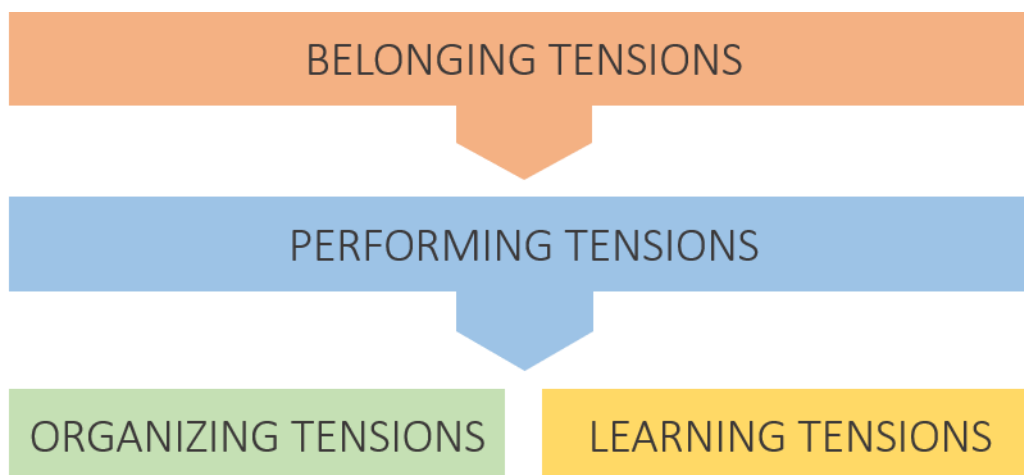 BELONGING TENSIONS
PERFORMING TENSIONS
ORGANIZING TENSIONS
LEARNING TENSIONS